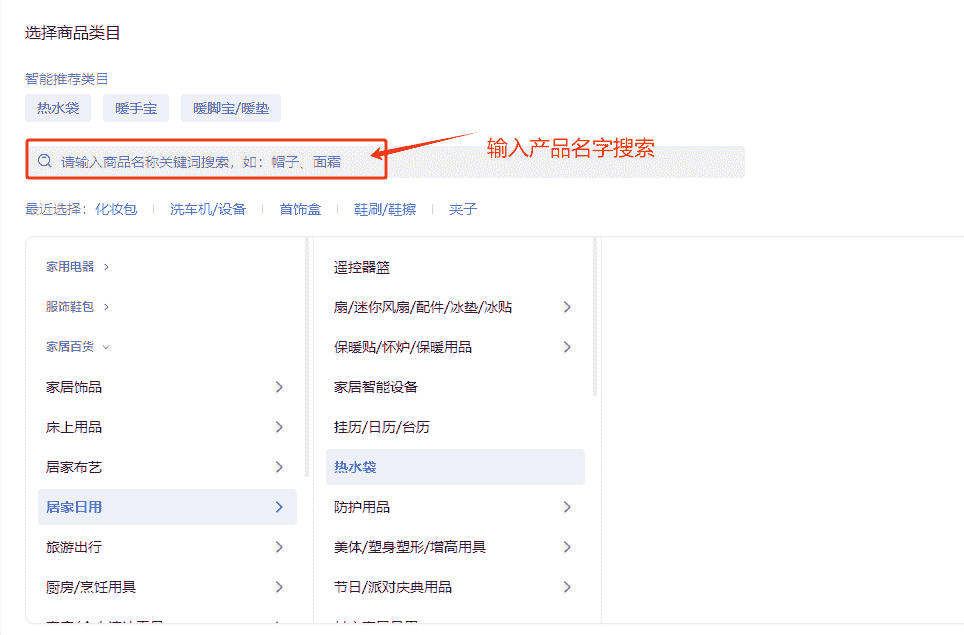 选择商品类目
智能推荐类目
热水袋 暖手宝 暖脚宝/暖垫
请输入商品名称关键词搜索，如：帽子、面霜
输入产品名字搜索
最近选择：化妆包 洗车机/设备 首饰盒 鞋刷/鞋擦 夹子
家用电器
服饰鞋包
家居百货
家居饰品
床上用品
居家布艺
居家日用
旅游出行
厨房/烹饪用具
遥控器篮
扇/迷你风扇/配件/冰垫/冰贴
保暖贴/怀炉/保暖用品
家居智能设备
挂历/日历/台历
热水袋
防护用品
美体/塑身塑形/增高用具
节日/派对庆典用品